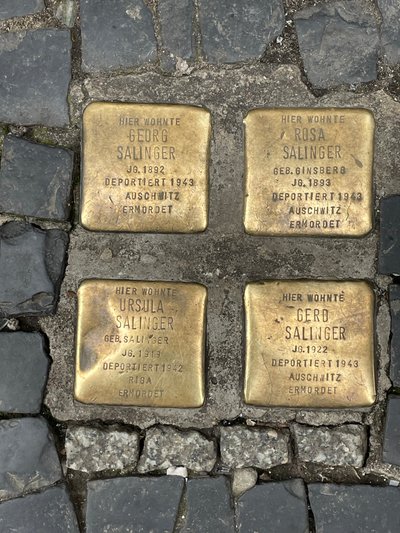 HIER WOHNTE
GEORG
SALINGER
JG. 1892
DEPORTIERT 1943
AUSCHWITZ
ERMORDET
HIER WOHNTE
ROSA
SALINGER
GEB. GINSBERG
JG. 1893
DEPORTIERT 1943
AUSCHWITZ
ERMORDET
HIER WOHNTE
URSULA
SALINGER
GEB. SALINGER
JG. 1919
DEPORTIERT 1942
RIGA
ERMORDET
HIER WOHNTE
GERD
SALINGER
JG. 1922
DEPORTIERT 1943
AUSCHWITZ
ERMORDET